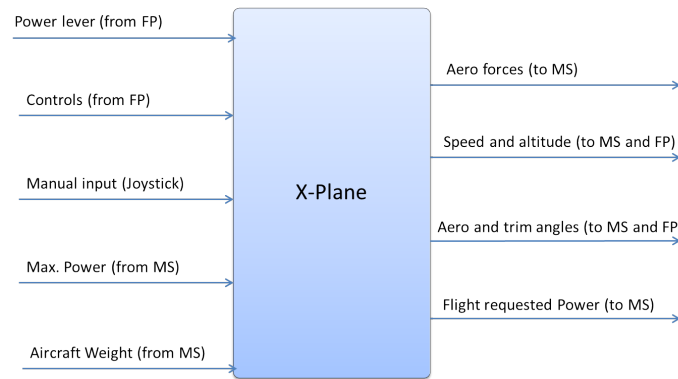 Power lever (from FP)
Controls (from FP)
Manual input (Joystick)
Max. Power (from MS)
Aircraft Weight (from MS)
X-Plane
Aero forces (to MS)
Speed and altitude (to MS and FP)
Aero and trim angles (to MS and FP
Flight requested Power (to MS)